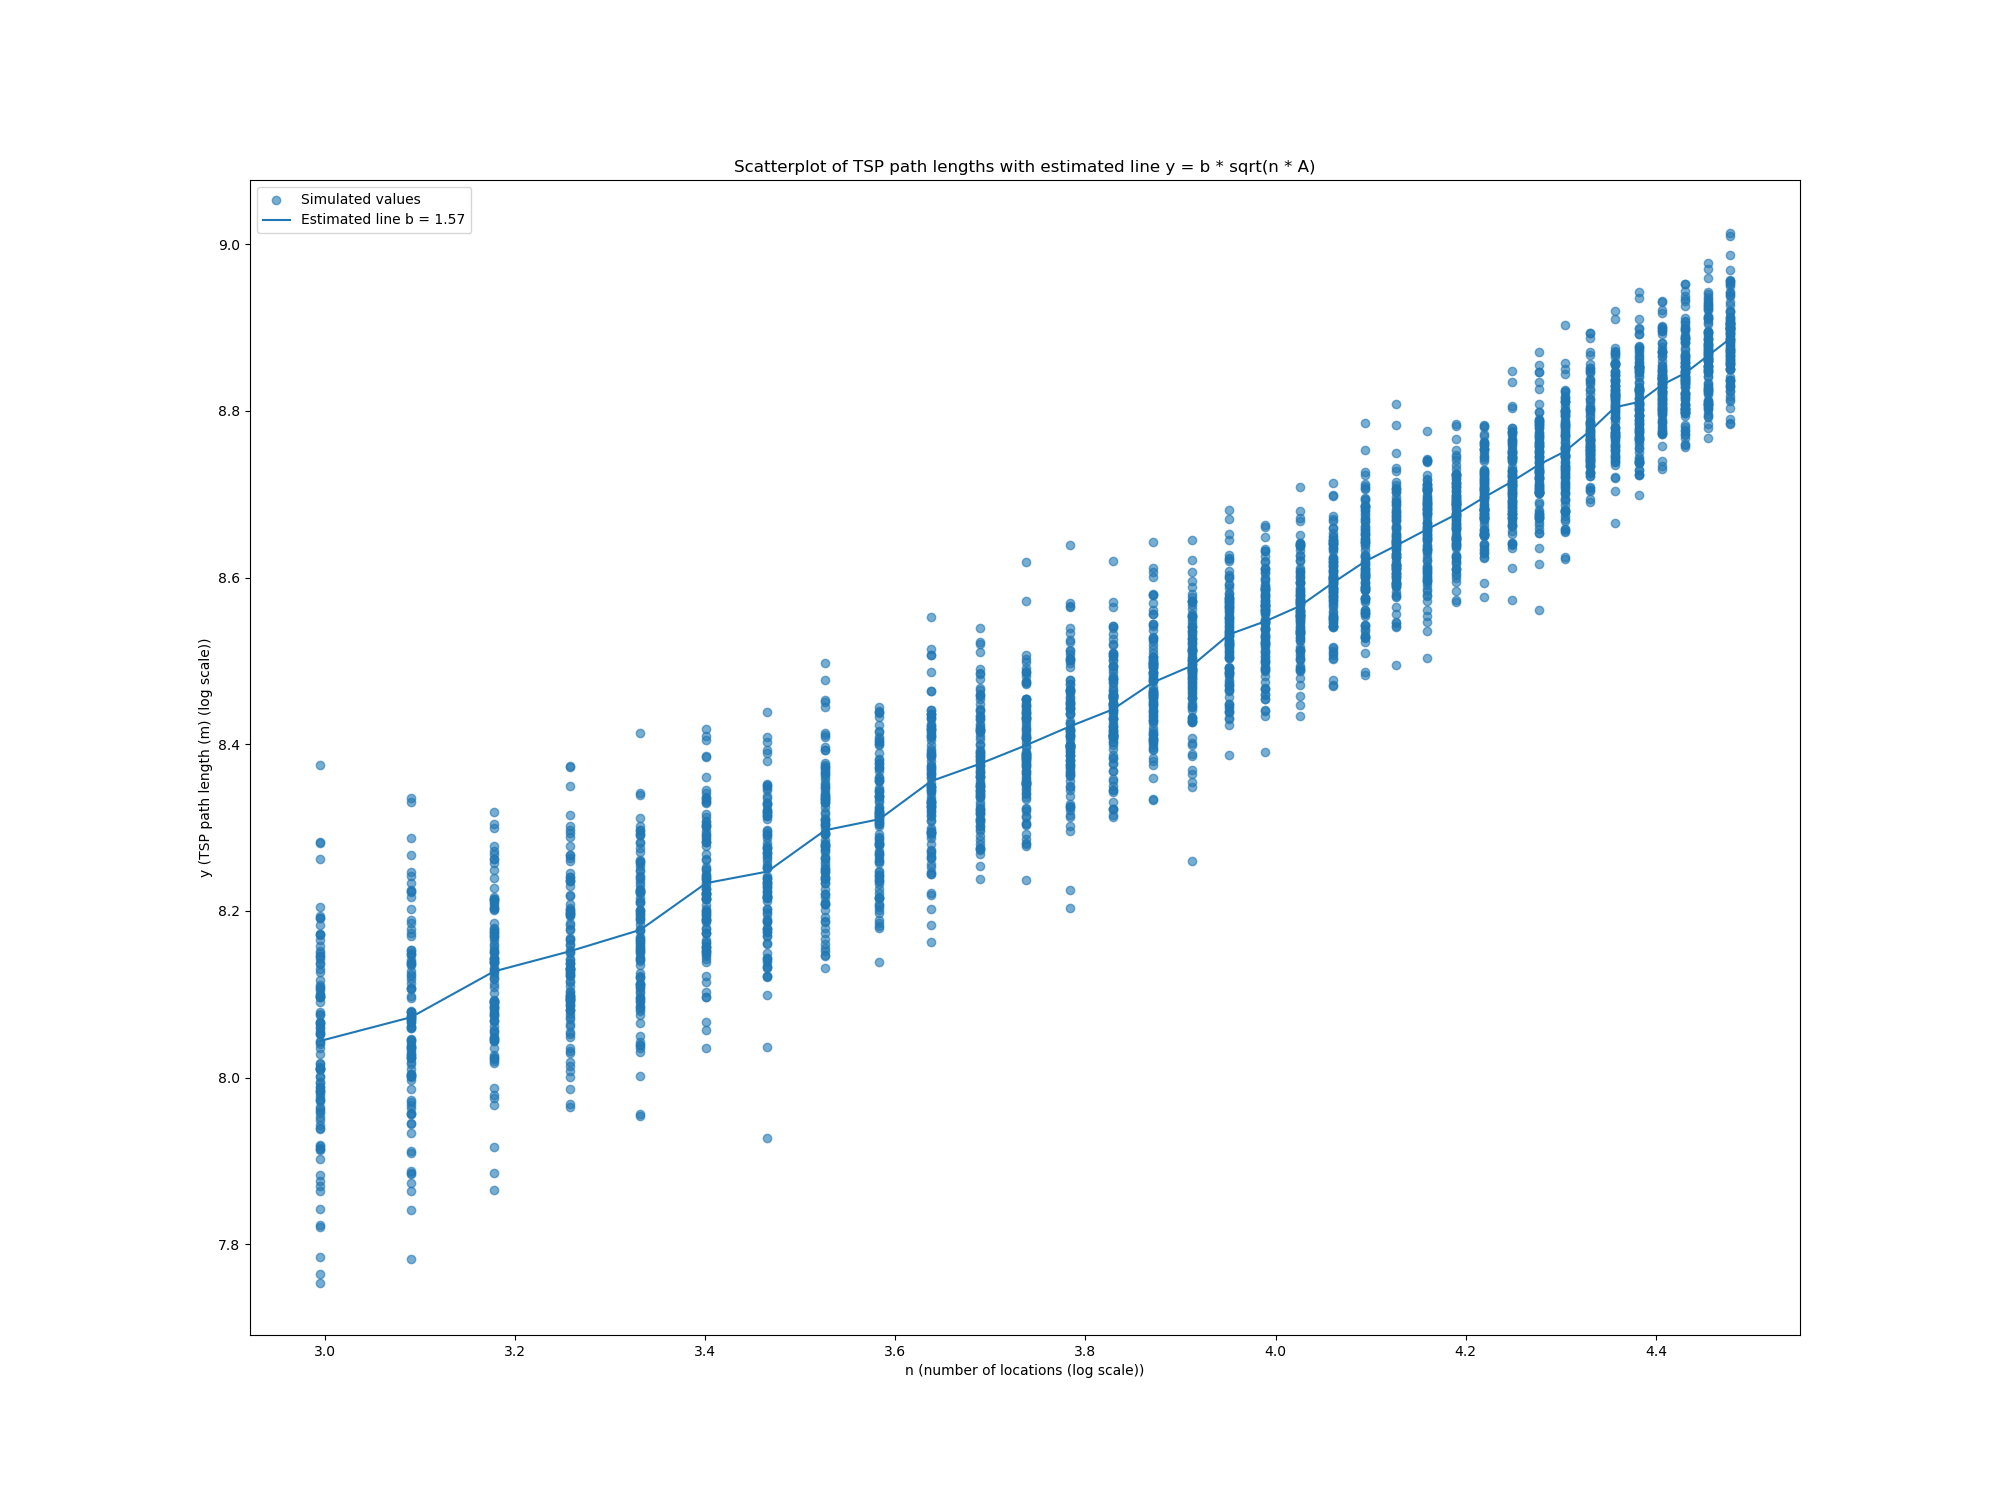 Scatterplot of TSP path lengths with estimated line y = b * sqrt(n * A)
Simulated values
Estimated line b = 1.57
9.0
8.8
8.6
8.4
8.2
8.0
7.8
y (TSP path length (m) (log scale))
3.0 3.2 3.4 3.6 3.8 4.0 4.2 4.4
n (number of locations (log scale))